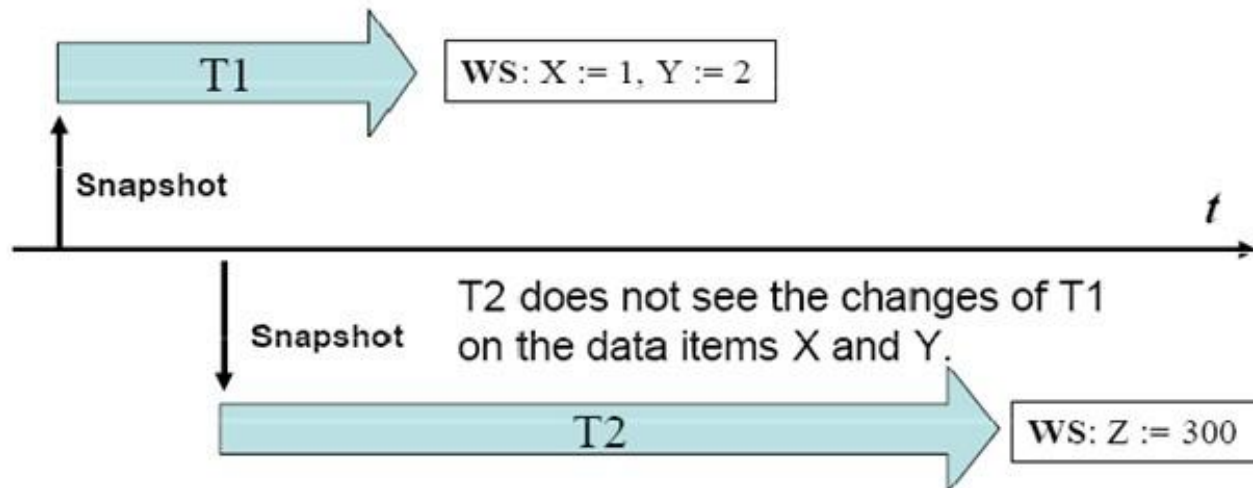 T1
WS: X := 1, Y := 2
Snapshot
t
Snapshot
T2 does not see the changes of T1
on the data items X and Y.
T2
WS: Z := 300